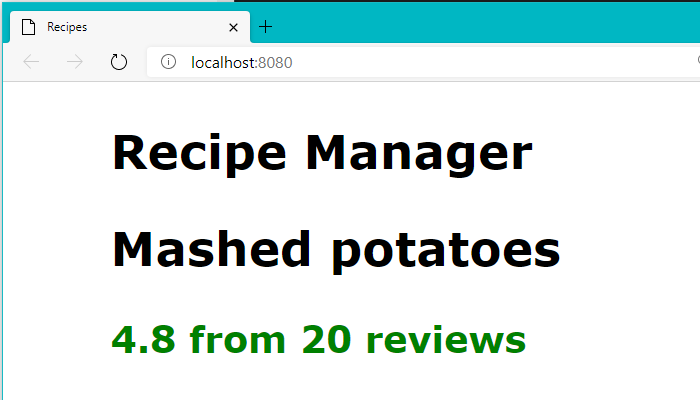 Recipes
localhost:8080
Recipe Manager
Mashed potatoes
4.8 from 20 reviews